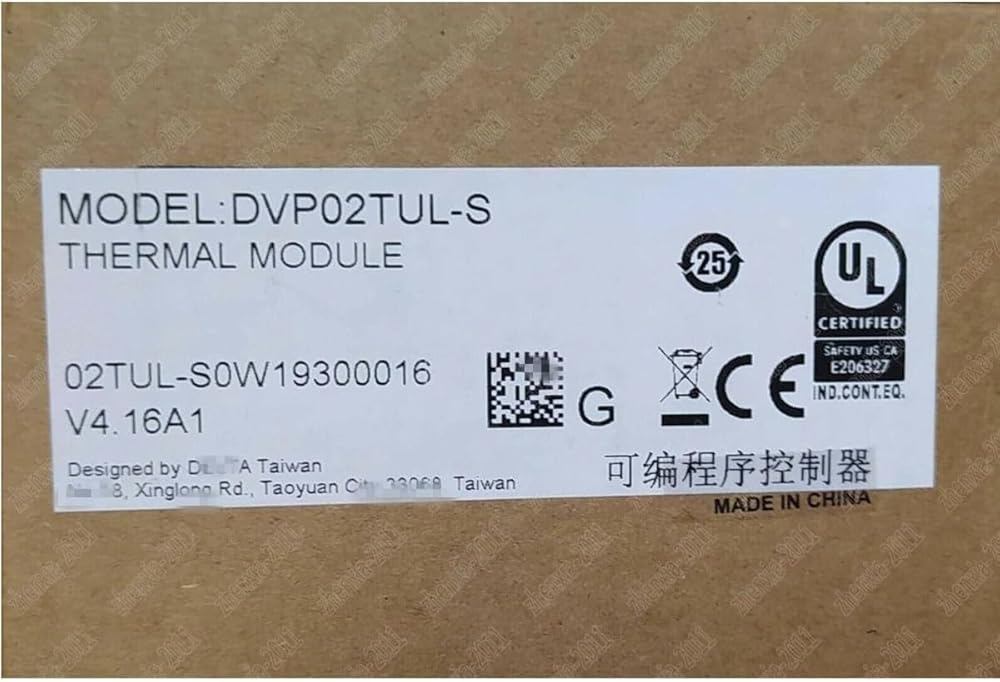 MODEL:DVP02TUL-S
THERMAL MODULE
25
UL
CERTIFIED
SAFETY US CA
E206327
IND.CONT.EQ.
02TUL-S0W19300016
V4.16A1
G
CE
Designed by Taiwan
Xinglong Rd., Taoyuan City 33068 Taiwan
可编程序控制器
MADE IN CHINA